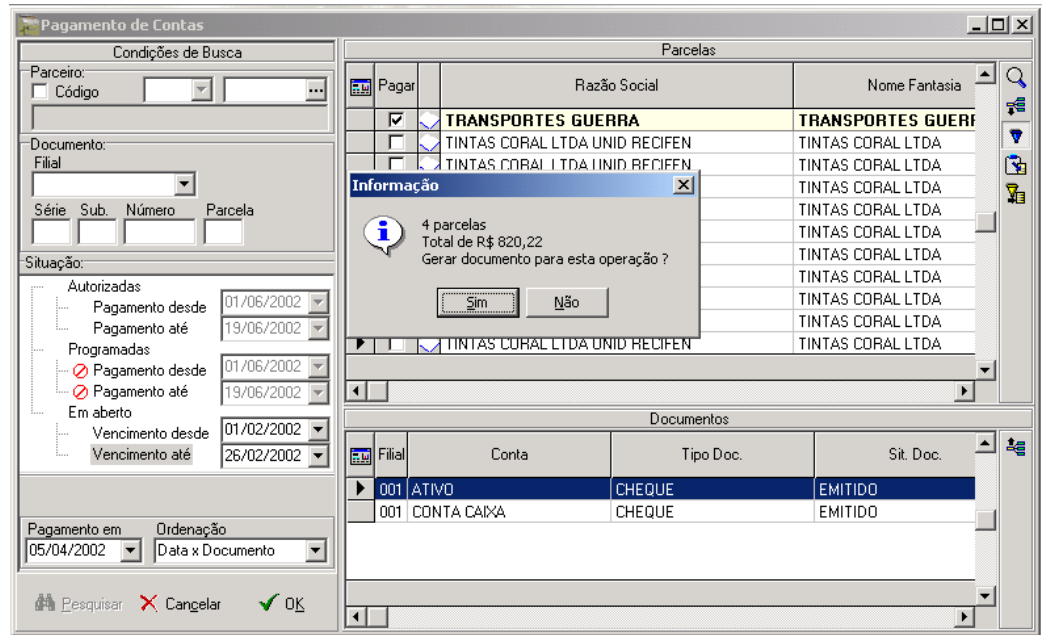 Pagamento de Contas
Condições de Busca
Parceiro:
Código
...
Documento:
Filial
Série Sub. Número Parcela
Situação:
Autorizadas
Pagamento desde 01/06/2002
Pagamento até 19/06/2002
Programadas
Pagamento desde 01/06/2002
Pagamento até 19/06/2002
Em aberto
Vencimento desde 01/02/2002
Vencimento até 26/02/2002
Pagamento em Ordenação
05/04/2002 Data x Documento
Pesquisar Cancelar OK
Parcelas
Pagar Razão Social Nome Fantasia
TRANSPORTES GUERRA TRANSPORTES GUERR
TINTAS CORAL LTDA UNID RECIFEN TINTAS CORAL LTDA
TINTAS CORAL LTDA UNID RECIFEN TINTAS CORAL LTDA
TINTAS CORAL LTDA
TINTAS CORAL LTDA
TINTAS CORAL LTDA
TINTAS CORAL LTDA
TINTAS CORAL LTDA
TINTAS CORAL LTDA
TINTAS CORAL LTDA
TINTAS CORAL LTDA UNID RECIFEN TINTAS CORAL LTDA
Informação
4 parcelas
Total de R$ 820,22
Gerar documento para esta operação ?
Sim Não
Documentos
Filial Conta Tipo Doc. Sit. Doc.
001 ATIVO CHEQUE EMITIDO
001 CONTA CAIXA CHEQUE EMITIDO